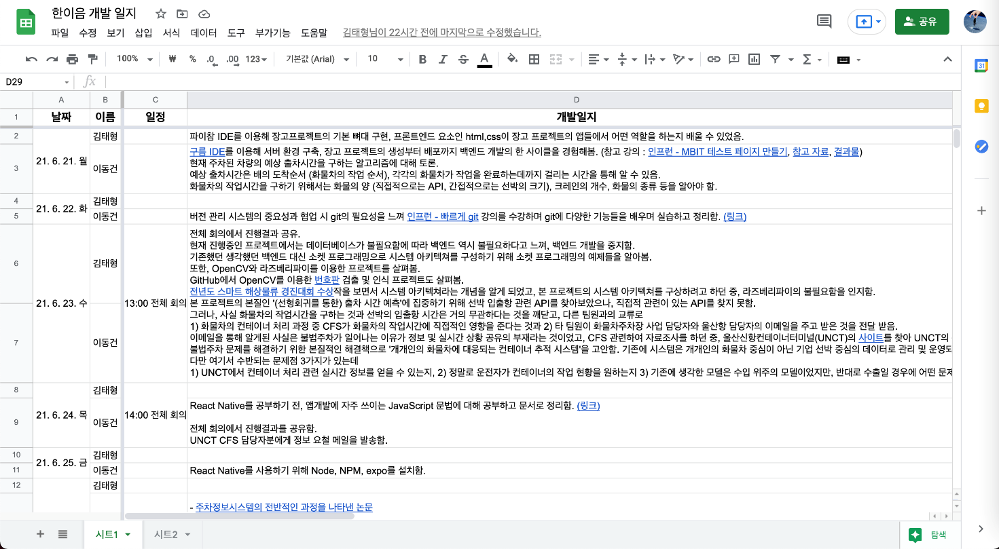 한이음 개발 일지
파일 수정 보기 삽입 서식 데이터 도구 부가기능 도움말 김태형님이 22시간 전에 마지막으로 수정했습니다.
공유
100% ₩ % .0 .00 123 기본값 (Arial) 10 B I S A
31
D29 fx
A B C D
1 날짜 이름 일정 개발일지
2 김태형 파이참 IDE를 이용해 장고프로젝트의 기본 뼈대 구현, 프론트엔드 요소인 html,css이 장고 프로젝트의 앱들에서 어떤 역할을 하는지 배울 수 있었음.
21. 6. 21. 월
3 이동건 구름 IDE를 이용해 서버 환경 구축, 장고 프로젝트의 생성부터 배포까지 백엔드 개발의 한 사이클을 경험해봄. (참고 강의 : 인프런 - MBIT 테스트 페이지 만들기, 참고 자료, 결과물)
현재 주차된 차량의 예상 출차시간을 구하는 알고리즘에 대해 토론.
예상 출차시간은 배의 도착순서 (화물차의 작업 순서), 각각의 화물차가 작업을 완료하는데까지 걸리는 시간을 통해 알 수 있음.
화물차의 작업시간을 구하기 위해서는 화물의 양 (직접적으로는 API, 간접적으로는 선박의 크기), 크레인의 개수, 화물의 종류 등을 알아야 함.
4 김태형
21. 6. 22. 화
5 이동건 버전 관리 시스템의 중요성과 협업 시 git의 필요성을 느껴 인프런 - 빠르게 git 강의를 수강하며 git에 다양한 기능들을 배우며 실습하고 정리함. (링크)
6 김태형 전체 회의에서 진행결과 공유.
현재 진행중인 프로젝트에서는 데이터베이스가 불필요함에 따라 백엔드 역시 불필요하다고 느껴, 백엔드 개발을 중지함.
기존했던 생각했던 백엔드 대신 소켓 프로그래밍으로 시스템 아키텍쳐를 구성하기 위해 소켓 프로그래밍의 예제들을 알아봄.
또한, OpenCV와 라즈베리파이를 이용한 프로젝트를 살펴봄.
GitHub에서 OpenCV를 이용한 번호판 검출 및 인식 프로젝트도 살펴봄.
전년도 스마트 해상물류 경진대회 수상작을 보면서 시스템 아키텍쳐라는 개념을 알게 되었고, 본 프로젝트의 시스템 아키텍쳐를 구상하려고 하던 중, 라즈베리파이의 불필요함을 인지함.
21. 6. 23. 수 13:00 전체 회의
7 이동건 본 프로젝트의 본질인 '(선형회귀를 통한) 출차 시간 예측'에 집중하기 위해 선박 입출항 관련 API를 찾아보았으나, 직접적 관련이 있는 API를 찾지 못함.
그러나, 사실 화물차의 작업시간을 구하는 것과 선박의 입출항 시간은 거의 무관하다는 것을 깨닫고, 다른 팀원과의 교류로
1) 화물차의 컨테이너 처리 과정 중 CFS가 화물차의 작업시간에 직접적인 영향을 준다는 것과 2) 타 팀원이 화물차주차장 사업 담당자와 울산항 담당자의 이메일을 주고 받은 것을 전달 받음.
이메일을 통해 알게된 사실은 불법주차가 일어나는 이유가 정보 및 실시간 상황 공유의 부재라는 것이었고, CFS 관련하여 자료조사를 하던 중, 울산신항컨테이너터미널(UNCT)의 사이트를 찾아 UNCT의
불법주차 문제를 해결하기 위한 본질적인 해결책으로 '개개인의 화물차에 대응되는 컨테이너 추적 시스템'을 고안함. 기존에 시스템은 개개인의 화물차 중심이 아닌 기업 선박 중심의 데이터로 관리 및 운영되
다만 여기서 수반되는 문제점 3가지가 있는데
1) UNCT에서 컨테이너 처리 관련 실시간 정보를 얻을 수 있는지, 2) 정말로 운전자가 컨테이너의 작업 현황을 원하는지 3) 기존에 생각한 모델은 수입 위주의 모델이었지만, 반대로 수출일 경우에 어떤 문제
8 김태형
21. 6. 24. 목 14:00 전체 회의
9 이동건 React Native를 공부하기 전, 앱개발에 자주 쓰이는 JavaScript 문법에 대해 공부하고 문서로 정리함. (링크)
전체 회의에서 진행결과를 공유함.
UNCT CFS 담당자분에게 정보 요철 메일을 발송함.
10 김태형
21. 6. 25. 금
11 이동건 React Native를 사용하기 위해 Node, NPM, expo를 설치함.
12 김태형
- 주차정보시스템의 전반적인 과정을 나타낸 논문
시트1 시트2 탐색